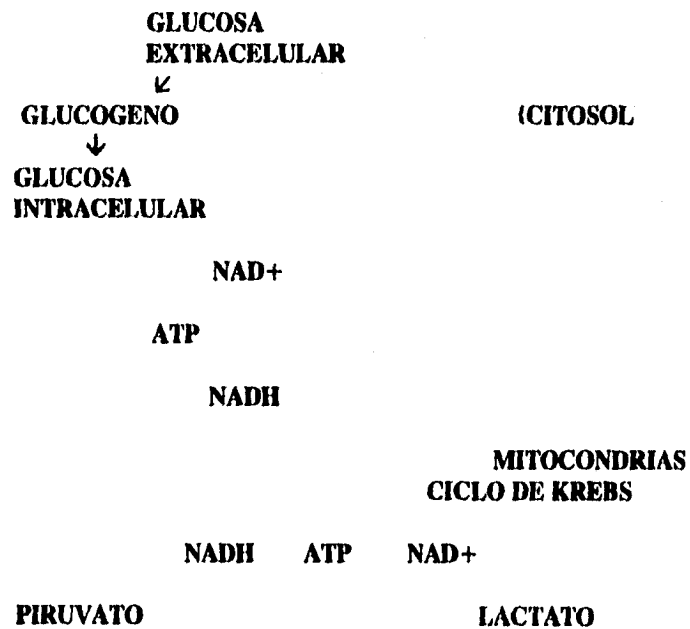 GLUCOSA
EXTRACELULAR
↙
GLUCOGENO (CITOSOL
↓
GLUCOSA
INTRACELULAR
NAD+
ATP
NADH
MITOCONDRIAS
CICLO DE KREBS
NADH ATP NAD+
PIRUVATO LACTATO